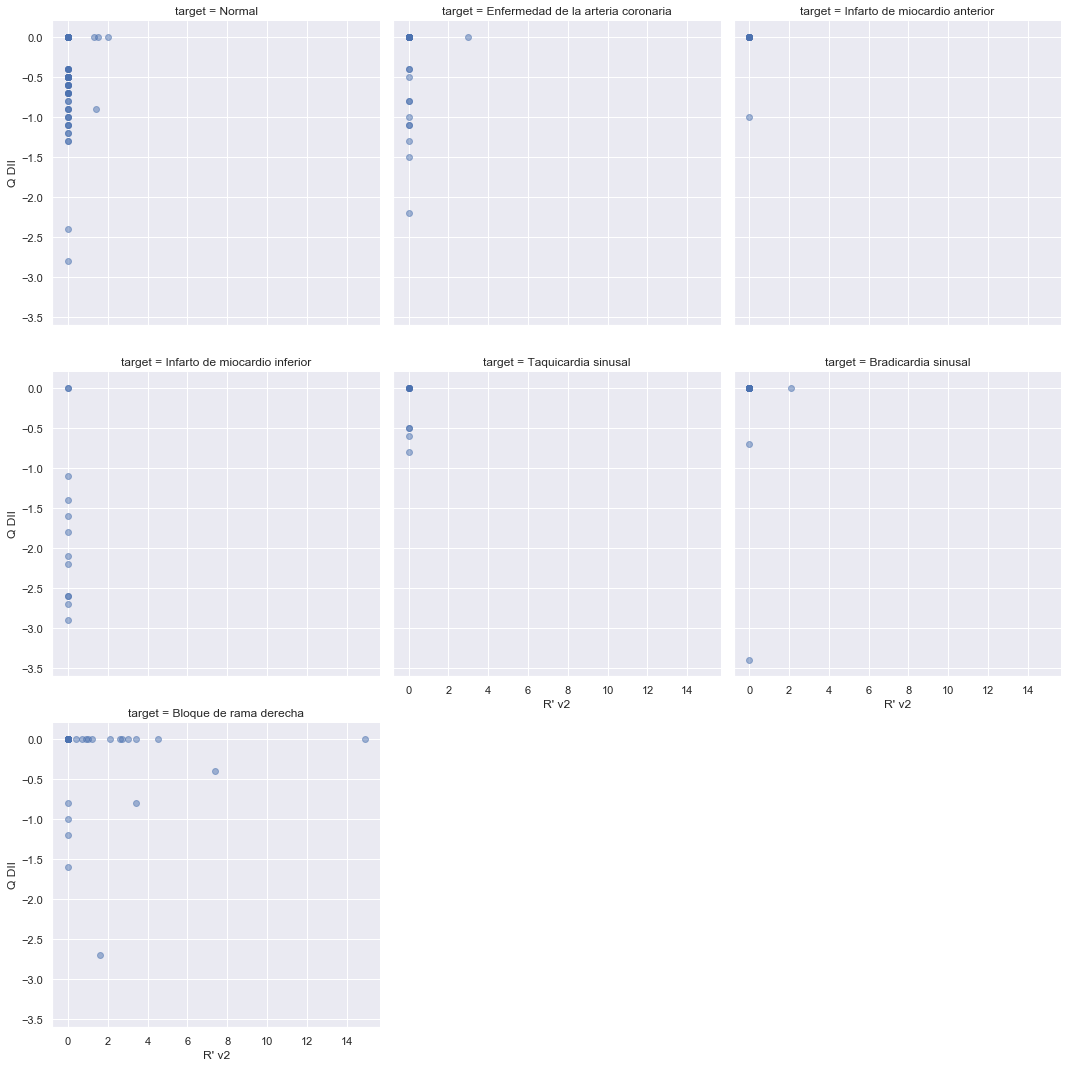 target = Normal
target = Enfermedad de la arteria coronaria
target = Infarto de miocardio anterior
0.0
−0.5
−1.0
−1.5
−2.0
−2.5
−3.0
−3.5
Q DII
target = Infarto de miocardio inferior
target = Taquicardia sinusal
target = Bradicardia sinusal
0.0
−0.5
−1.0
−1.5
−2.0
−2.5
−3.0
−3.5
Q DII
0 2 4 6 8 10 12 14
R' v2
0 2 4 6 8 10 12 14
R' v2
target = Bloque de rama derecha
0.0
−0.5
−1.0
−1.5
−2.0
−2.5
−3.0
−3.5
Q DII
0 2 4 6 8 10 12 14
R' v2